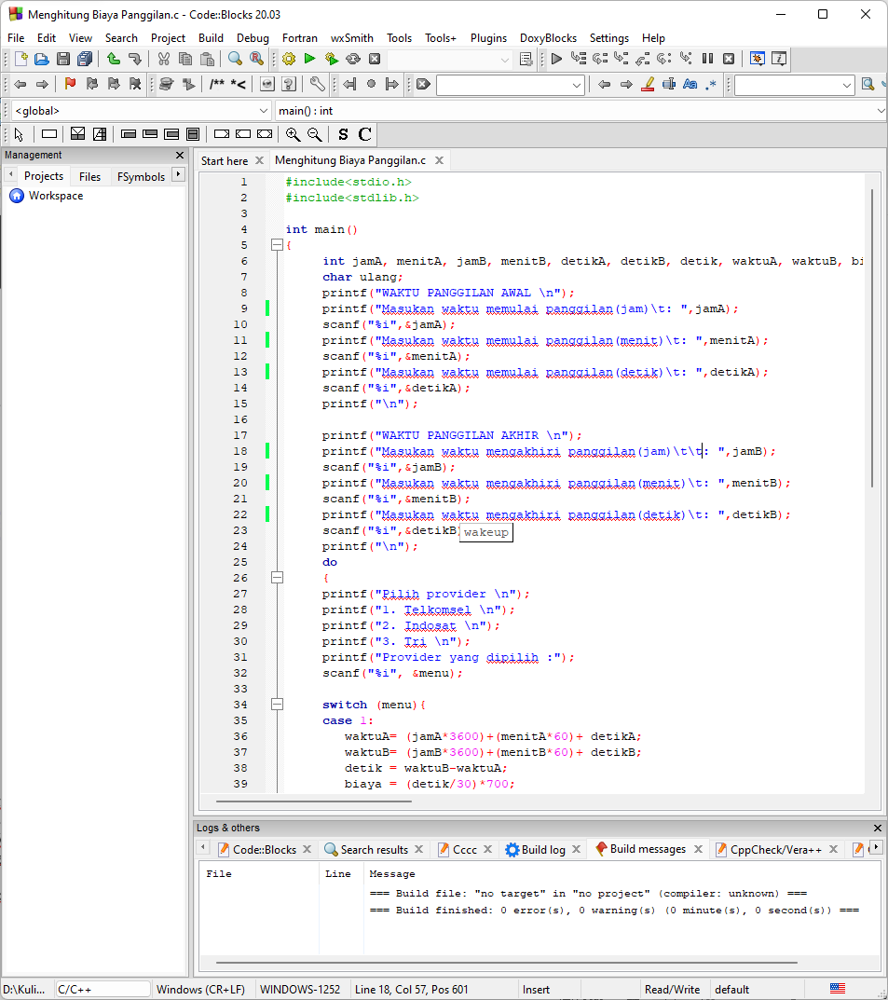 Menghitung Biaya Panggilan.c - Code::Blocks 20.03
File Edit View Search Project Build Debug Fortran wxSmith Tools Tools+ Plugins DoxyBlocks Settings Help
/** *<
Aa .*
<global> main() : int
S C
Management
Projects Files FSymbols
Workspace
Start here Menghitung Biaya Panggilan.c
1 #include<stdio.h>
2 #include<stdlib.h>
3
4 int main()
5 {
6 int jamA, menitA, jamB, menitB, detikA, detikB, detik, waktuA, waktuB, bi
7 char ulang;
8 printf("WAKTU PANGGILAN AWAL \n");
9 printf("Masukan waktu memulai panggilan(jam)\t: ",jamA);
10 scanf("%i",&jamA);
11 printf("Masukan waktu memulai panggilan(menit)\t: ",menitA);
12 scanf("%i",&menitA);
13 printf("Masukan waktu memulai panggilan(detik)\t: ",detikA);
14 scanf("%i",&detikA);
15 printf("\n");
16
17 printf("WAKTU PANGGILAN AKHIR \n");
18 printf("Masukan waktu mengakhiri panggilan(jam)\t\t: ",jamB);
19 scanf("%i",&jamB);
20 printf("Masukan waktu mengakhiri panggilan(menit)\t: ",menitB);
21 scanf("%i",&menitB);
22 printf("Masukan waktu mengakhiri panggilan(detik)\t: ",detikB);
23 scanf("%i",&detikB
wakeup
24 printf("\n");
25 do
26 {
27 printf("Pilih provider \n");
28 printf("1. Telkomsel \n");
29 printf("2. Indosat \n");
30 printf("3. Tri \n");
31 printf("Provider yang dipilih :");
32 scanf("%i", &menu);
33
34 switch (menu){
35 case 1:
36 waktuA= (jamA*3600)+(menitA*60)+ detikA;
37 waktuB= (jamB*3600)+(menitB*60)+ detikB;
38 detik = waktuB-waktuA;
39 biaya = (detik/30)*700;
Logs & others
Code::Blocks Search results Cccc Build log Build messages CppCheck/Vera++
File Line Message
=== Build file: "no target" in "no project" (compiler: unknown) ===
=== Build finished: 0 error(s), 0 warning(s) (0 minute(s), 0 second(s)) ===
D:\Kuli... C/C++ Windows (CR+LF) WINDOWS-1252 Line 18, Col 57, Pos 601 Insert Read/Write default